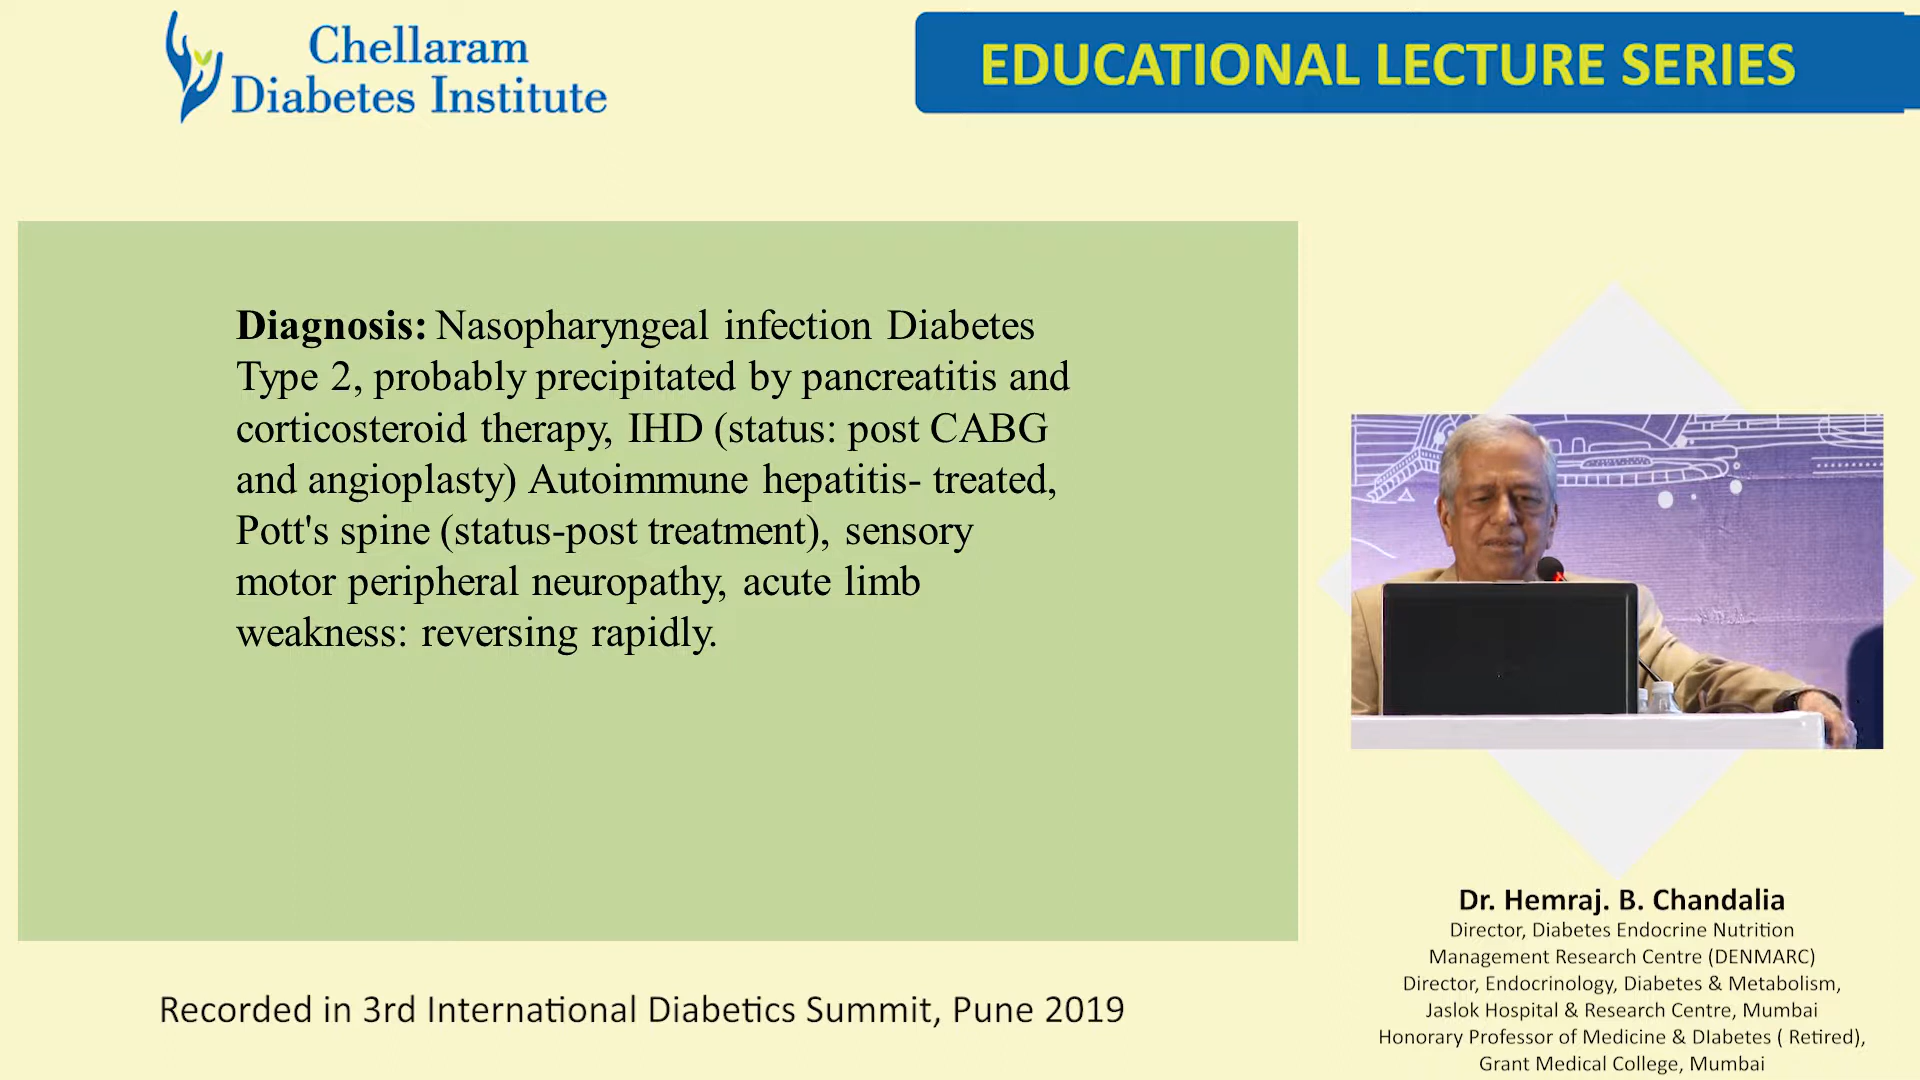 Chellaram
Diabetes Institute
EDUCATIONAL LECTURE SERIES
Diagnosis: Nasopharyngeal infection Diabetes
Type 2, probably precipitated by pancreatitis and
corticosteroid therapy, IHD (status: post CABG
and angioplasty) Autoimmune hepatitis- treated,
Pott's spine (status-post treatment), sensory
motor peripheral neuropathy, acute limb
weakness: reversing rapidly.
Dr. Hemraj. B. Chandalia
Director, Diabetes Endocrine Nutrition
Management Research Centre (DENMARC)
Director, Endocrinology, Diabetes & Metabolism,
Jaslok Hospital & Research Centre, Mumbai
Honorary Professor of Medicine & DIabetes ( Retired),
Grant Medical College, Mumbai
Recorded in 3rd International Diabetics Summit, Pune 2019